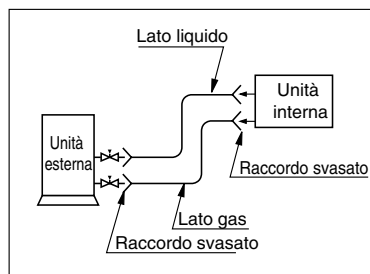 Lato liquido
Unità
interna
Unità
esterna
Raccordo svasato
Lato gas
Raccordo svasato